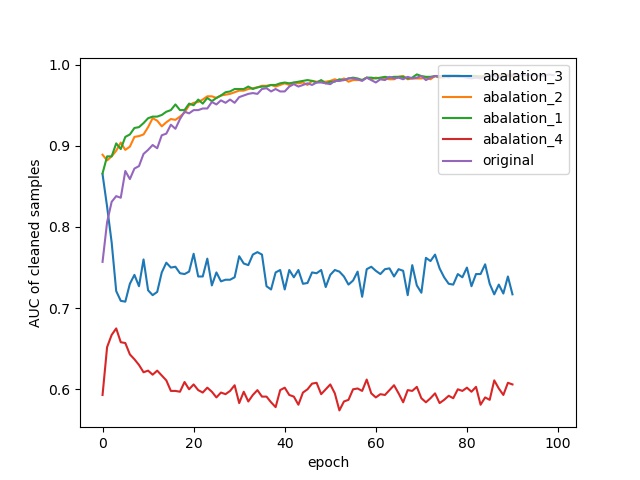 1.0
0.9
0.8
0.7
0.6
AUC of cleaned samples
0
20
40
60
80
100
epoch
abalation_3
abalation_2
abalation_1
abalation_4
original